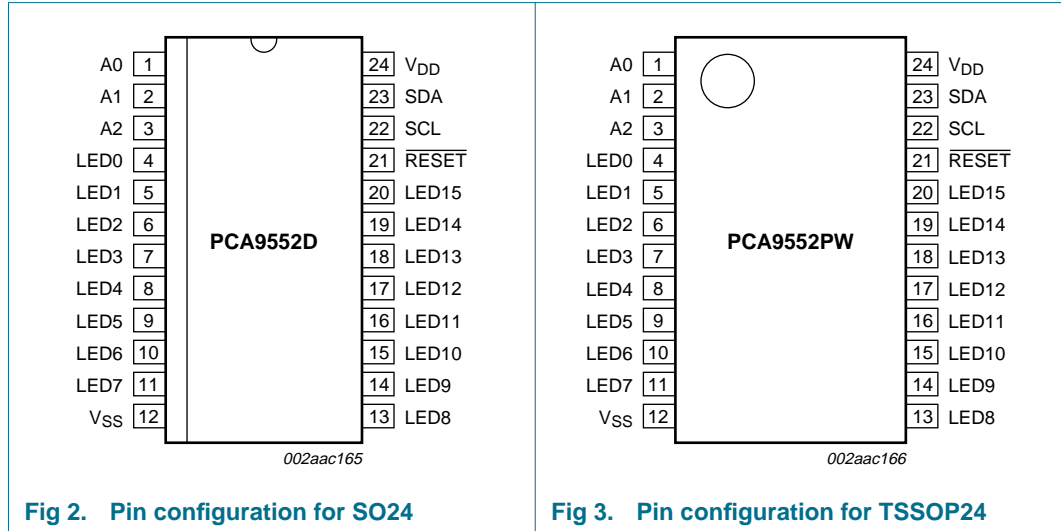 A0 1 24 VDD
A1 2 23 SDA
A2 3 22 SCL
LED0 4 21 RESET
LED1 5 20 LED15
LED2 6 19 LED14
LED3 7 18 LED13
LED4 8 17 LED12
LED5 9 16 LED11
LED6 10 15 LED10
LED7 11 14 LED9
VSS 12 13 LED8
PCA9552D
002aac165
Fig 2. Pin configuration for SO24
A0 1 24 VDD
A1 2 23 SDA
A2 3 22 SCL
LED0 4 21 RESET
LED1 5 20 LED15
LED2 6 19 LED14
LED3 7 18 LED13
LED4 8 17 LED12
LED5 9 16 LED11
LED6 10 15 LED10
LED7 11 14 LED9
VSS 12 13 LED8
PCA9552PW
002aac166
Fig 3. Pin configuration for TSSOP24